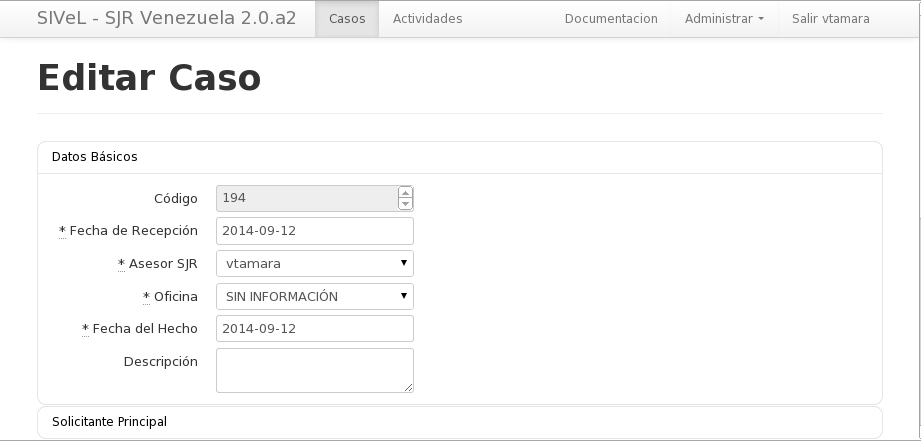 SIVeL - SJR Venezuela 2.0.a2 Casos Actividades Documentacion Administrar Salir vtamara
Editar Caso
Datos Básicos
Código 194
* Fecha de Recepción 2014-09-12
* Asesor SJR vtamara
* Oficina SIN INFORMACIÓN
* Fecha del Hecho 2014-09-12
Descripción
Solicitante Principal